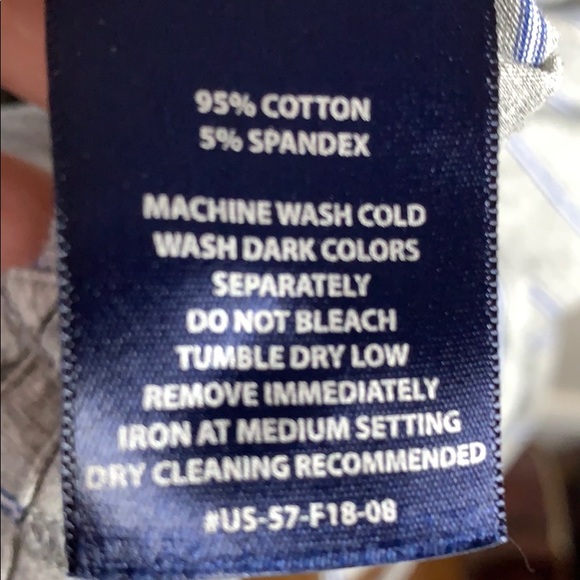 95% COTTON
5% SPANDEX
MACHINE WASH COLD
WASH DARK COLORS
SEPARATELY
DO NOT BLEACH
TUMBLE DRY LOW
REMOVE IMMEDIATELY
IRON AT MEDIUM SETTING
DRY CLEANING RECOMMENDED
#US-57-F18-08